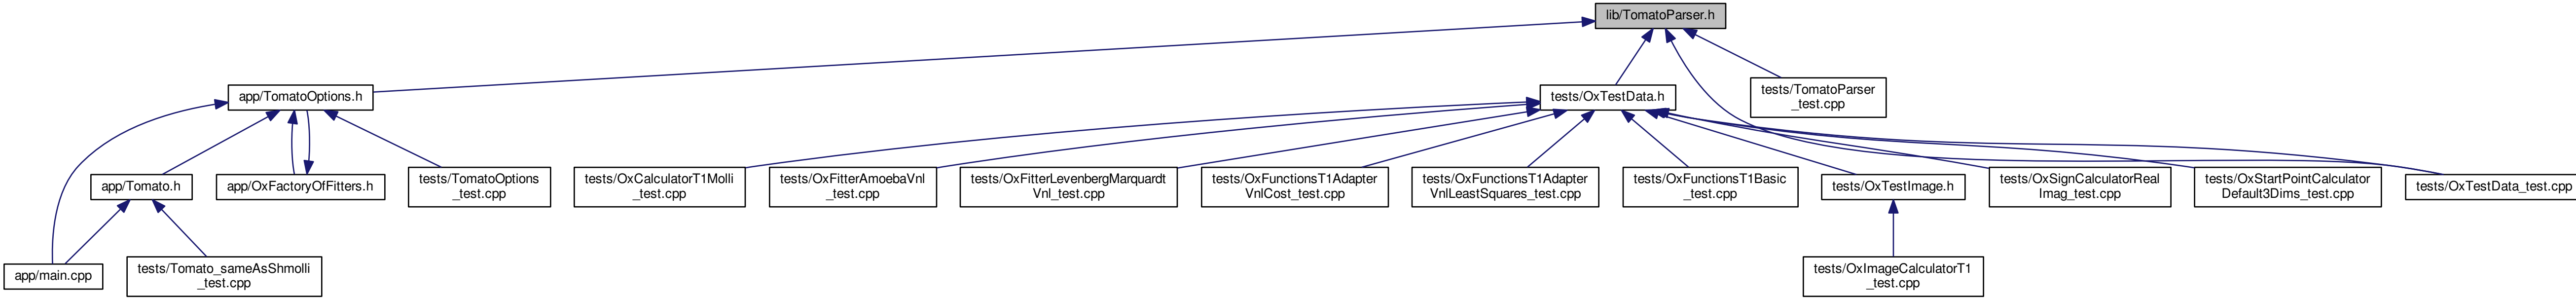 lib/TomatoParser.h
app/TomatoOptions.h
tests/OxTestData.h
tests/TomatoParser
_test.cpp
app/Tomato.h
app/OxFactoryOfFitters.h
tests/TomatoOptions
_test.cpp
tests/OxCalculatorT1Molli
_test.cpp
tests/OxFitterAmoebaVnl
_test.cpp
tests/OxFitterLevenbergMarquardt
Vnl_test.cpp
tests/OxFunctionsT1Adapter
VnlCost_test.cpp
tests/OxFunctionsT1Adapter
VnlLeastSquares_test.cpp
tests/OxFunctionsT1Basic
_test.cpp
tests/OxTestImage.h
tests/OxSignCalculatorReal
Imag_test.cpp
tests/OxStartPointCalculator
Default3Dims_test.cpp
tests/OxTestData_test.cpp
app/main.cpp
tests/Tomato_sameAsShmolli
_test.cpp
tests/OxImageCalculatorT1
_test.cpp